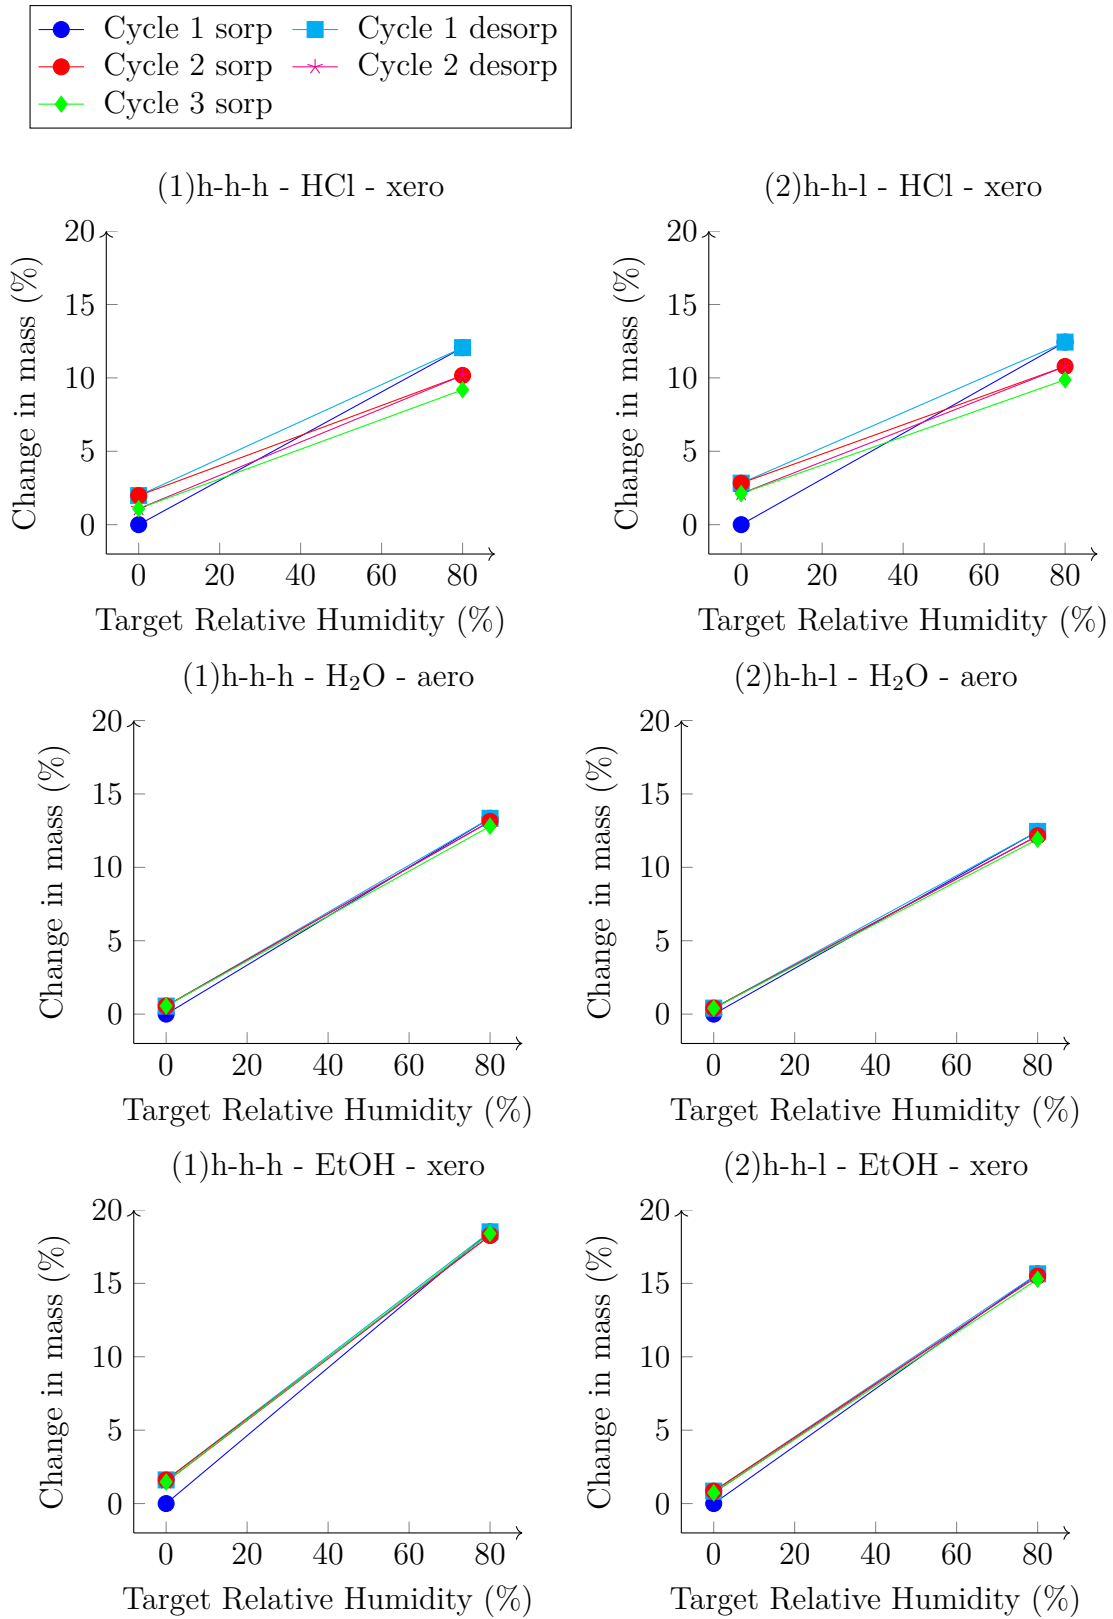 Cycle 1 sorp Cycle 1 desorp
Cycle 2 sorp Cycle 2 desorp
Cycle 3 sorp
(1)h-h-h - HCl - xero
20
15
10
5
0
Change in mass (%)
0 20 40 60 80
Target Relative Humidity (%)
(2)h-h-l - HCl - xero
20
15
10
5
0
Change in mass (%)
0 20 40 60 80
Target Relative Humidity (%)
(1)h-h-h - H₂O - aero
20
15
10
5
0
Change in mass (%)
0 20 40 60 80
Target Relative Humidity (%)
(2)h-h-l - H₂O - aero
20
15
10
5
0
Change in mass (%)
0 20 40 60 80
Target Relative Humidity (%)
(1)h-h-h - EtOH - xero
20
15
10
5
0
Change in mass (%)
0 20 40 60 80
Target Relative Humidity (%)
(2)h-h-l - EtOH - xero
20
15
10
5
0
Change in mass (%)
0 20 40 60 80
Target Relative Humidity (%)